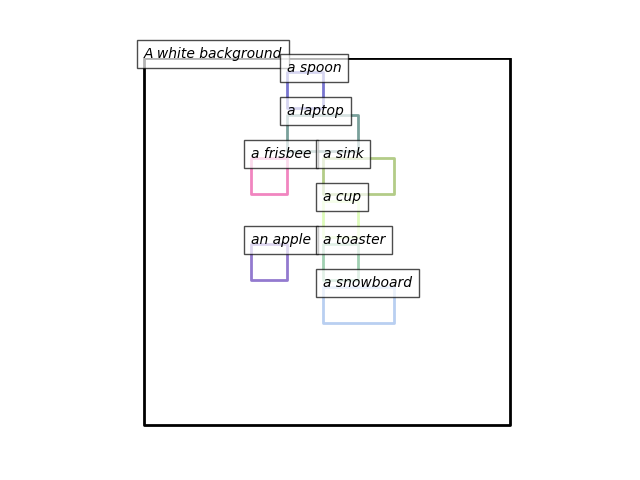 A white background
a spoon
a laptop
a frisbee
a sink
a cup
an apple
a toaster
a snowboard